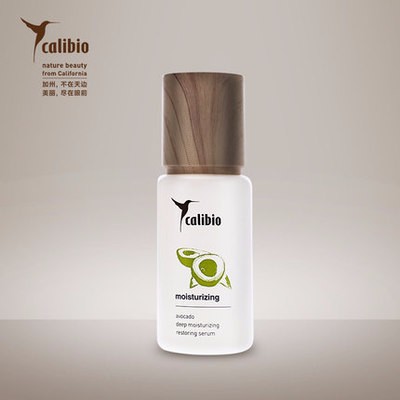 calibio
nature beauty
from California
加州，不在天边
美丽，尽在眼前
calibio
moisturizing
avocado
deep moisturizing
restoring serum